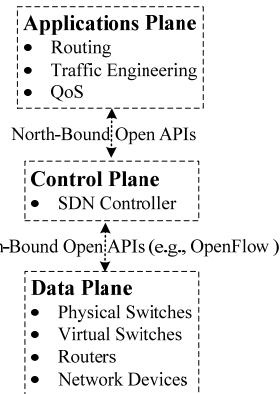 Applications Plane
• Routing
• Traffic Engineering
• QoS
North-Bound Open APIs
Control Plane
• SDN Controller
h-Bound Open APIs (e.g., OpenFlow )
Data Plane
• Physical Switches
• Virtual Switches
• Routers
• Network Devices